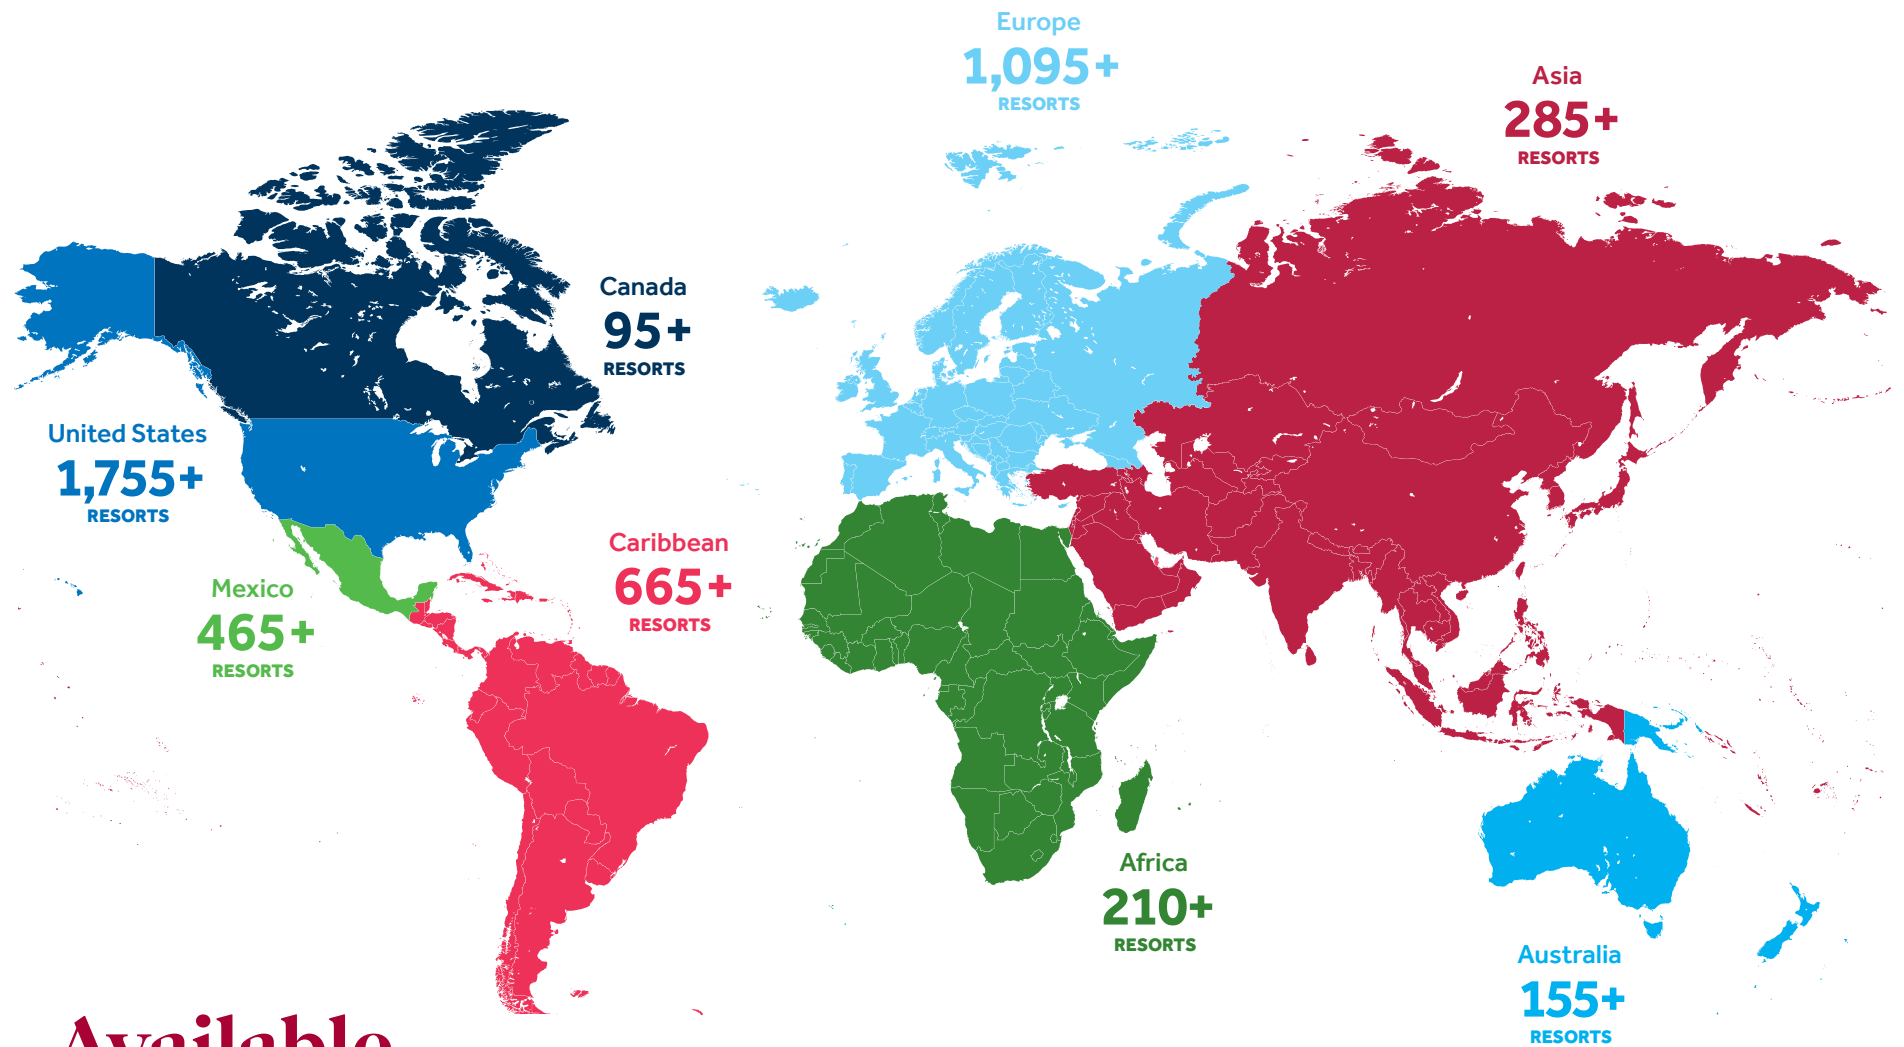 Europe
1,095+
RESORTS
Asia
285+
RESORTS
Canada
95+
RESORTS
United States
1,755+
RESORTS
Caribbean
665+
RESORTS
Mexico
465+
RESORTS
Africa
210+
RESORTS
Australia
155+
RESORTS
Available